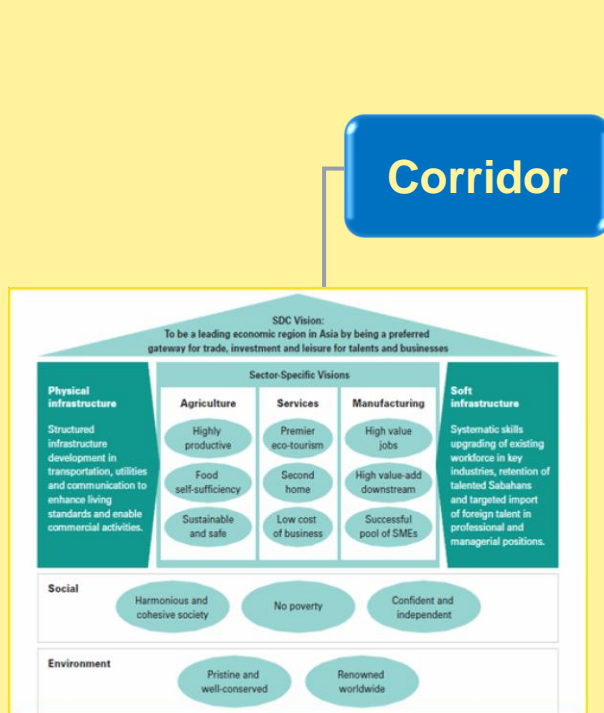 Corridor
SDC Vision:
To be a leading economic region in Asia by being a preferred
gateway for trade, investment and leisure for talents and businesses
Sector-Specific Visions
Physical
infrastructure
Structured
infrastructure
development in
transportation, utilities
and communication to
enhance living
standards and enable
commercial activities.
Agriculture
Highly
productive
Food
self-sufficiency
Sustainable
and safe
Services
Premier
eco-tourism
Second
home
Low cost
of business
Manufacturing
High value
jobs
High value-add
downstream
Successful
pool of SMEs
Soft
infrastructure
Systematic skills
upgrading of existing
workforce in key
industries, retention of
talented Sabahans
and targeted import
of foreign talent in
professional and
managerial positions.
Social
Harmonious and
cohesive society
No poverty
Confident and
independent
Environment
Pristine and
well-conserved
Renowned
worldwide